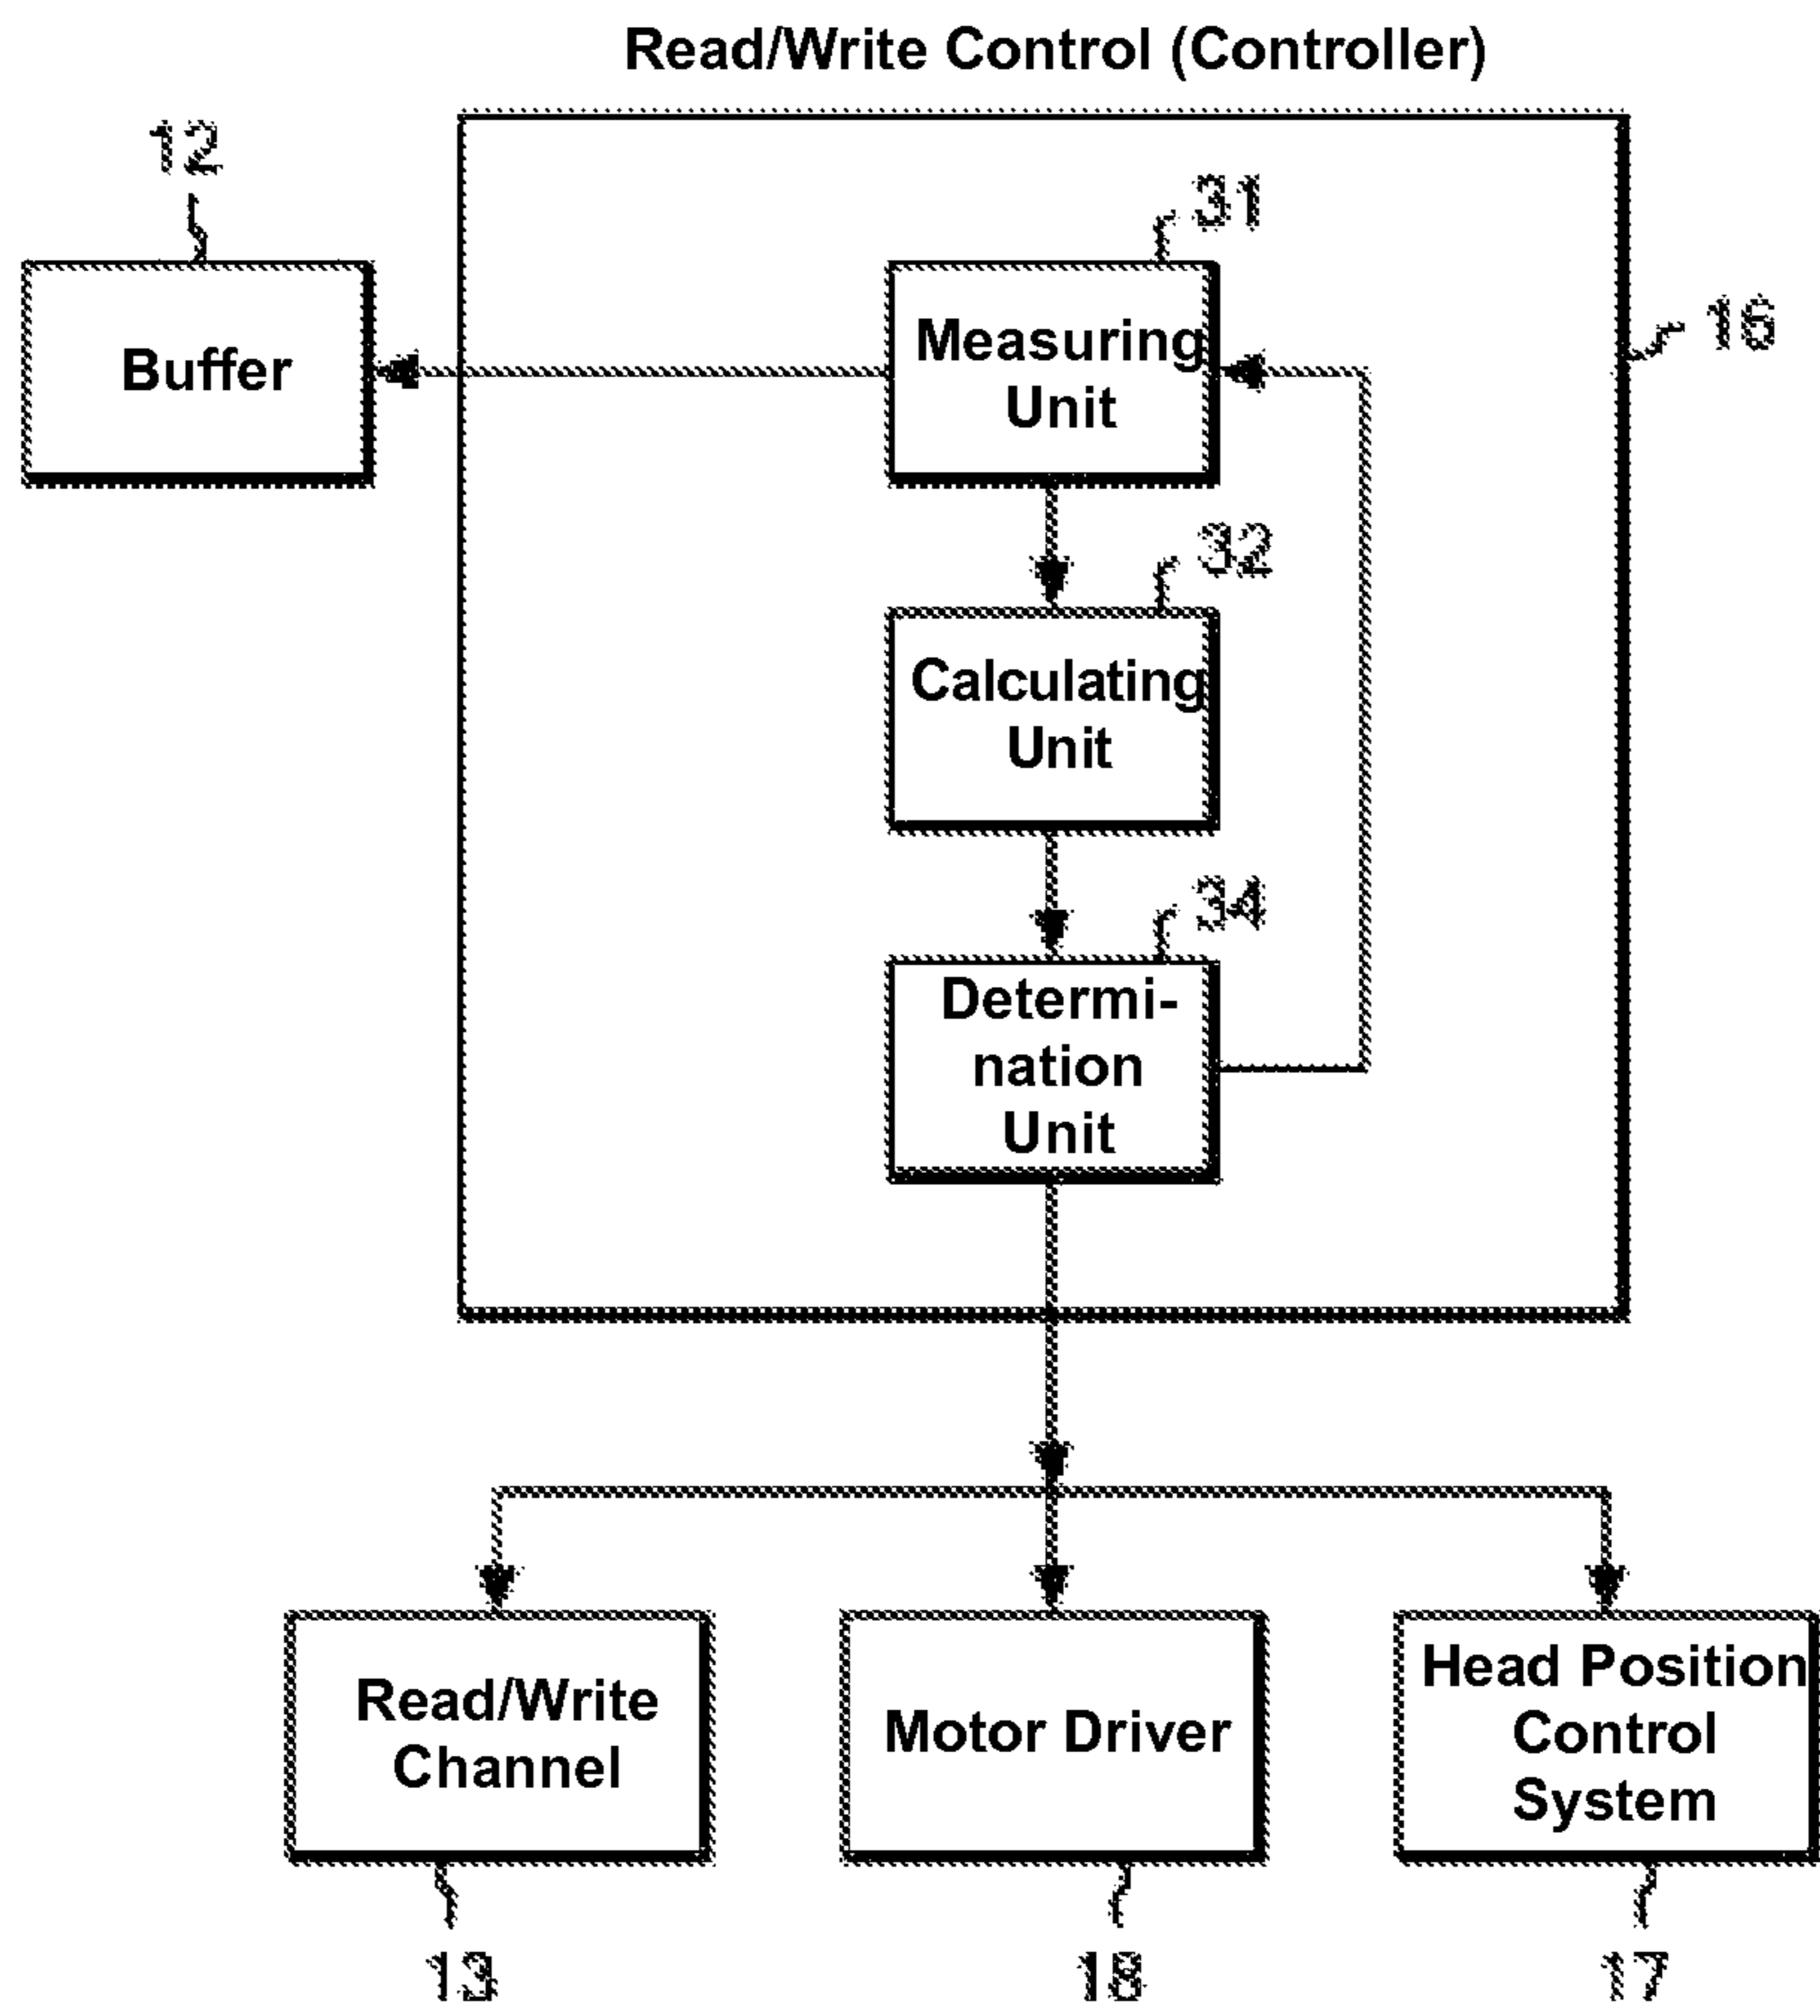 Read/Write Control (Controller)
12
31
16
Buffer
Measuring
Unit
32
Calculating
Unit
34
Determi-
nation
Unit
Read/Write
Channel
Motor Driver
Head Position
Control
System
13
18
17